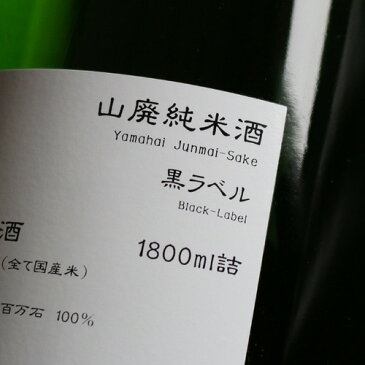 山廃純米酒
Yamahai Junmai-Sake
黒ラベル
Black-Label
酒
1800ml詰
(全て国産米)
百万石 100%